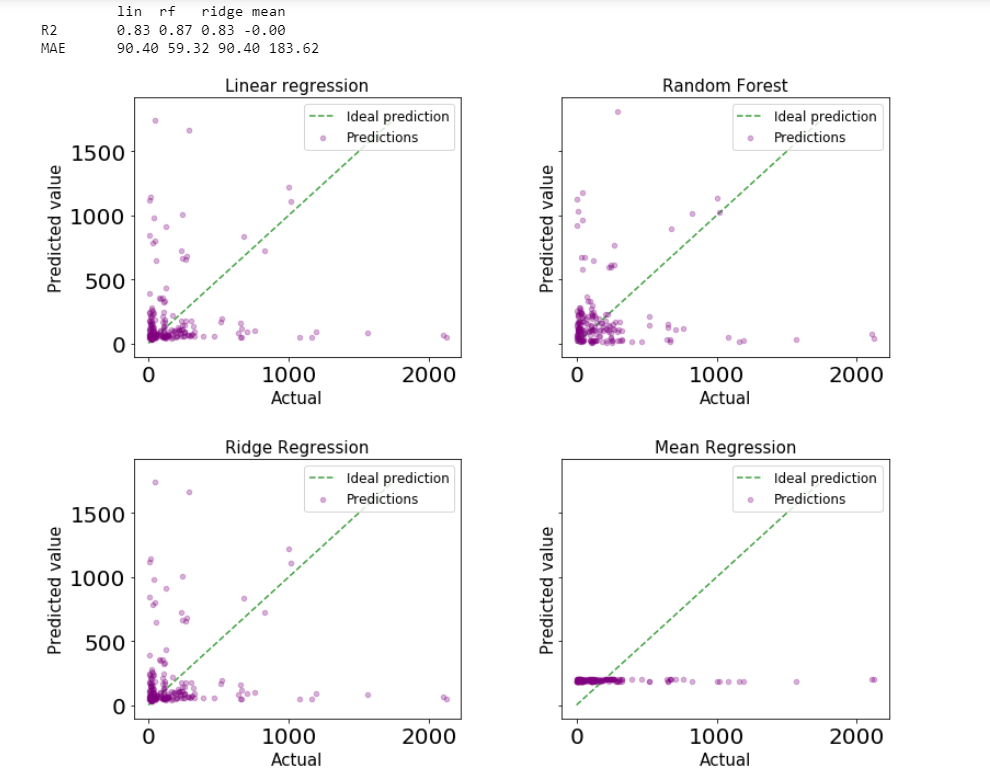 lin rf ridge mean
R2 0.83 0.87 0.83 -0.00
MAE 90.40 59.32 90.40 183.62
Linear regression
Ideal prediction
Predictions
Predicted value
1500
1000
500
0
0 1000 2000
Actual
Random Forest
Ideal prediction
Predictions
Predicted value
0 1000 2000
Actual
Ridge Regression
Ideal prediction
Predictions
Predicted value
1500
1000
500
0
0 1000 2000
Actual
Mean Regression
Ideal prediction
Predictions
Predicted value
0 1000 2000
Actual